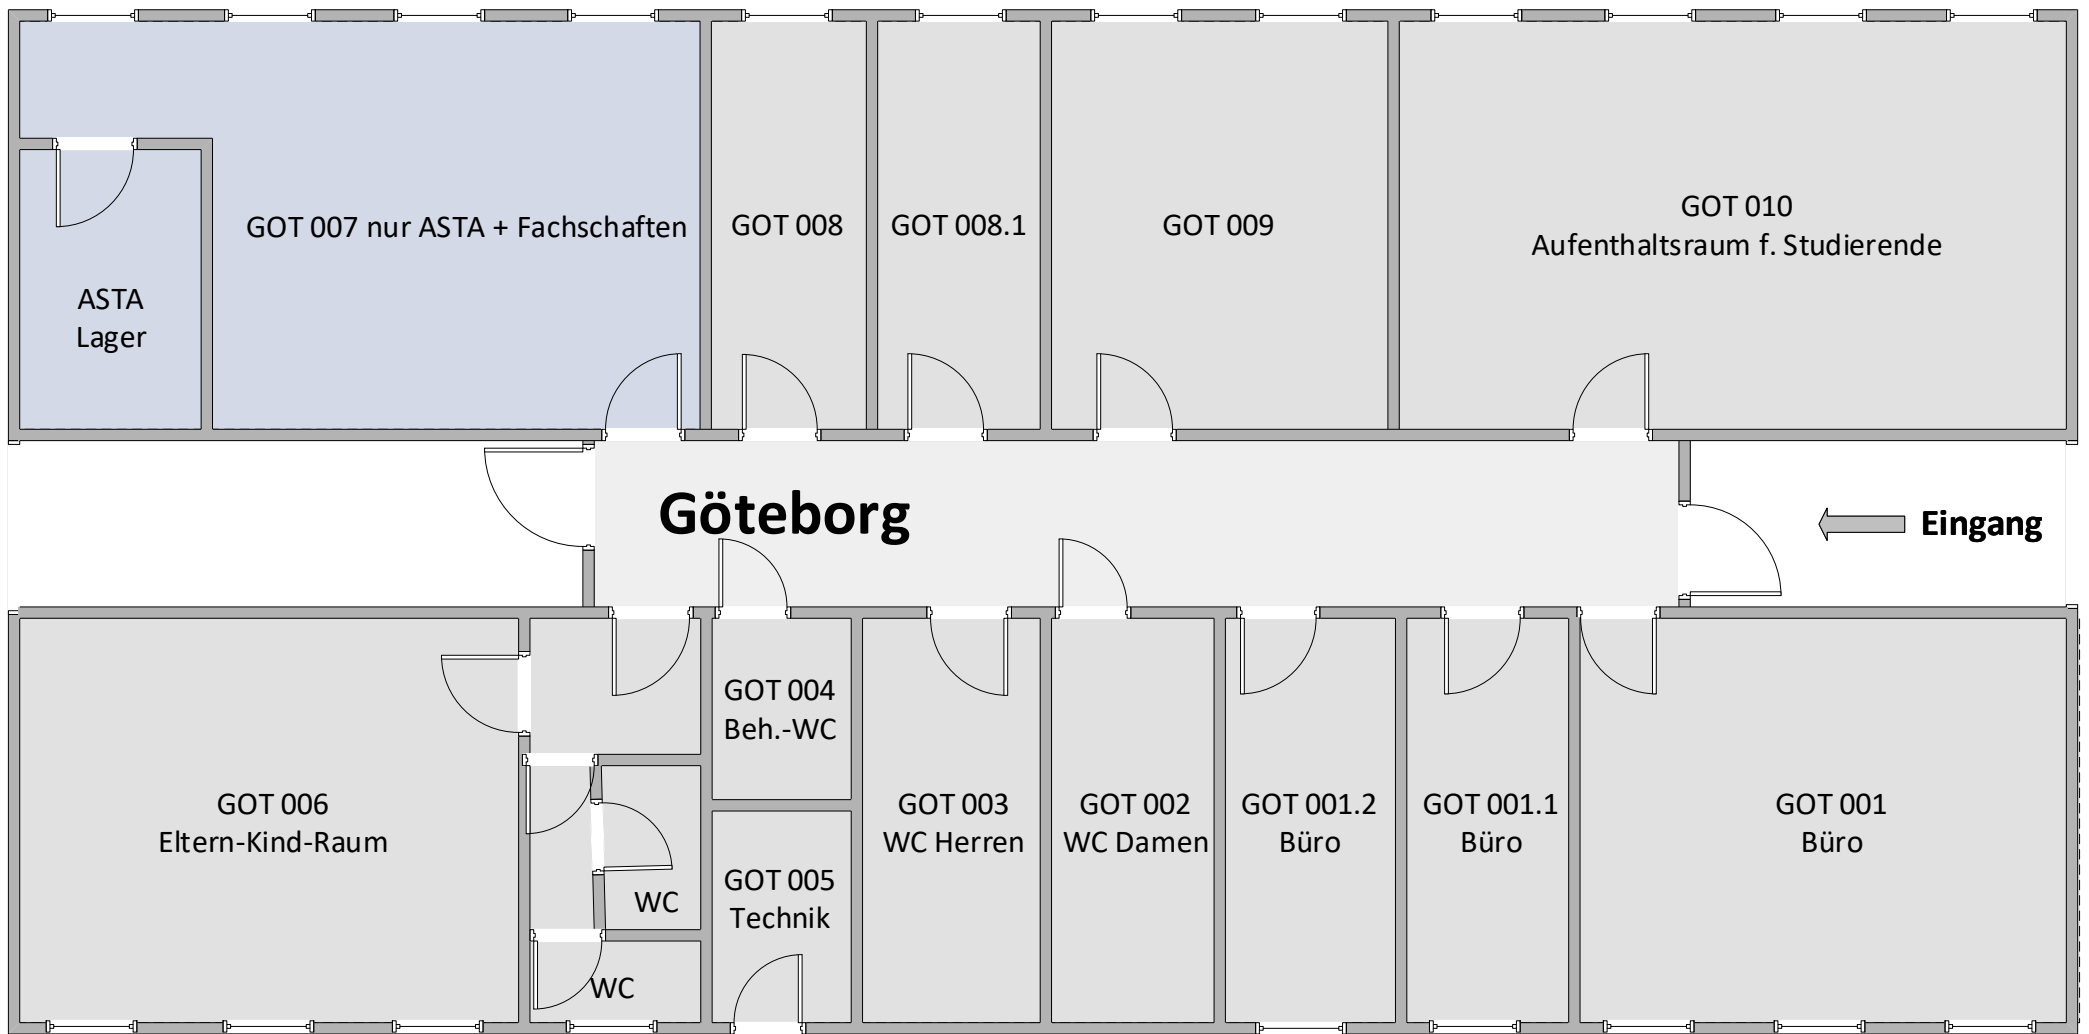 GOT 007 nur ASTA + Fachschaften
GOT 008
GOT 008.1
GOT 009
GOT 010
Aufenthaltsraum f. Studierende
ASTA
Lager
Göteborg
Eingang
GOT 006
Eltern-Kind-Raum
WC
WC
GOT 004
Beh.-WC
GOT 005
Technik
GOT 003
WC Herren
GOT 002
WC Damen
GOT 001.2
Büro
GOT 001.1
Büro
GOT 001
Büro